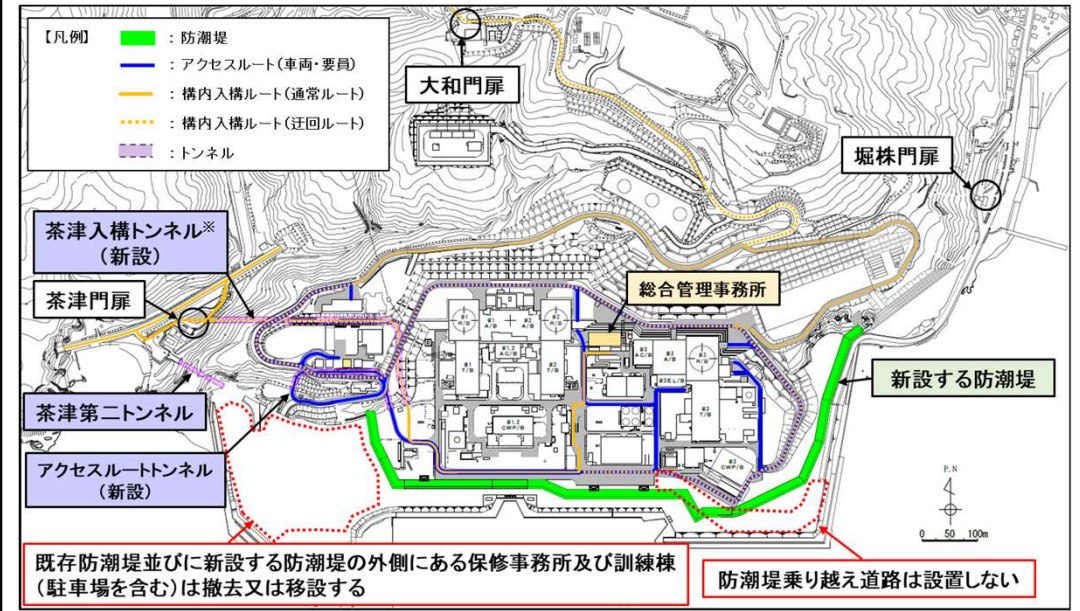 【凡例】
: 防潮堤
: アクセスルート(車両・要員)
: 構内入構ルート(通常ルート)
: 構内入構ルート(迂回ルート)
: トンネル
大和門扉
堀株門扉
茶津入構トンネル※
(新設)
茶津門扉
総合管理事務所
新設する防潮堤
茶津第二トンネル
アクセスルートトンネル
(新設)
P.N
0 50 100m
既存防潮堤並びに新設する防潮堤の外側にある保修事務所及び訓練棟
(駐車場を含む)は撤去又は移設する
防潮堤乗り越え道路は設置しない